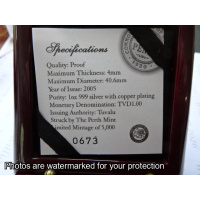 Specifications
Quality: Proof
Maximum Thickness: 4mm
Maximum Diameter: 40.6mm
Year of Issue: 2005
Purity: 1oz 999 silver with copper plating
Monetary Denomination: TVD1.00
Issuing Authority: Tuvalu
Struck by The Perth Mint
Limited Mintage of 5,000
0673
Photos are watermarked for your protection